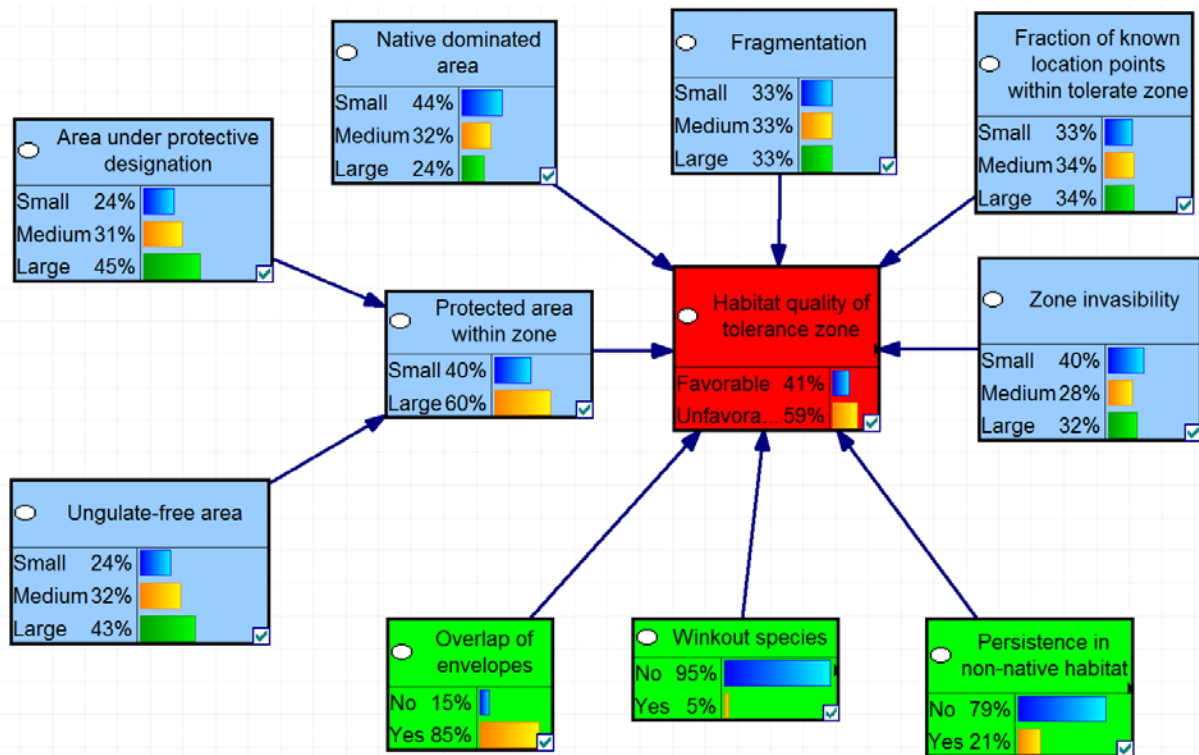 Native dominated
area
Small 44%
Medium 32%
Large 24%
Fragmentation
Small 33%
Medium 33%
Large 33%
Fraction of known
location points
within tolerate zone
Small 33%
Medium 34%
Large 34%
Area under protective
designation
Small 24%
Medium 31%
Large 45%
Protected area
within zone
Small 40%
Large 60%
Habitat quality of
tolerance zone
Favorable 41%
Unfavora... 59%
Zone invasibility
Small 40%
Medium 28%
Large 32%
Ungulate-free area
Small 24%
Medium 32%
Large 43%
Overlap of
envelopes
No 15%
Yes 85%
Winkout species
No 95%
Yes 5%
Persistence in
non-native habitat
No 79%
Yes 21%